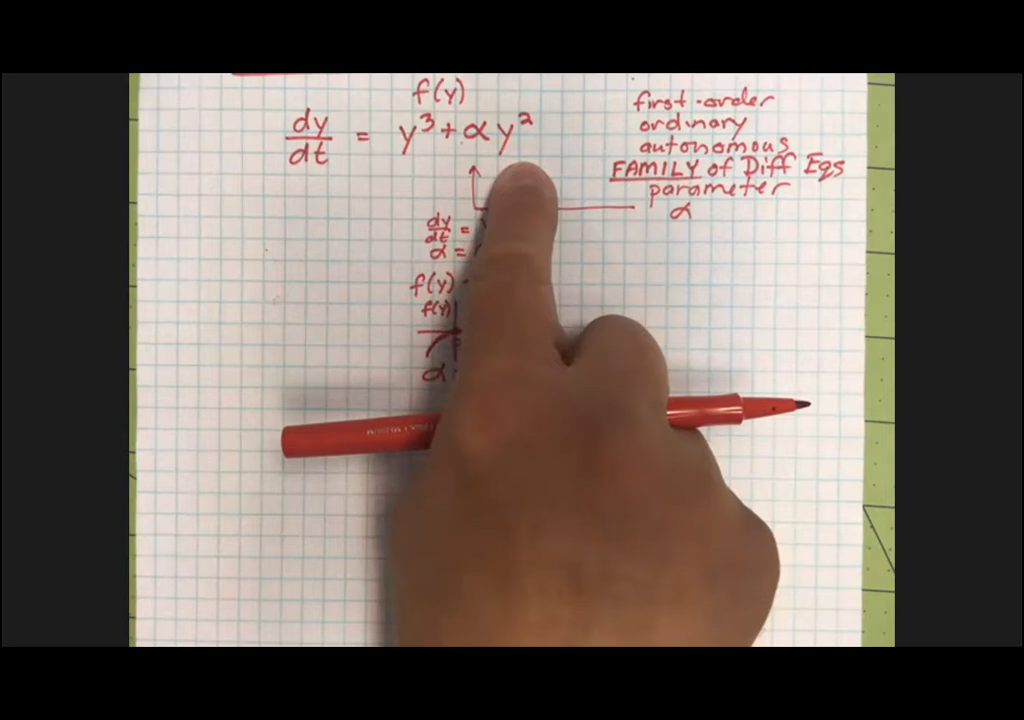 f(y)
dy/dt = y³ + αy²
first-order
ordinary
autonomous
FAMILY of Diff Eqs
parameter
α
dy/dt =
α =
f(y)
f(y)
α